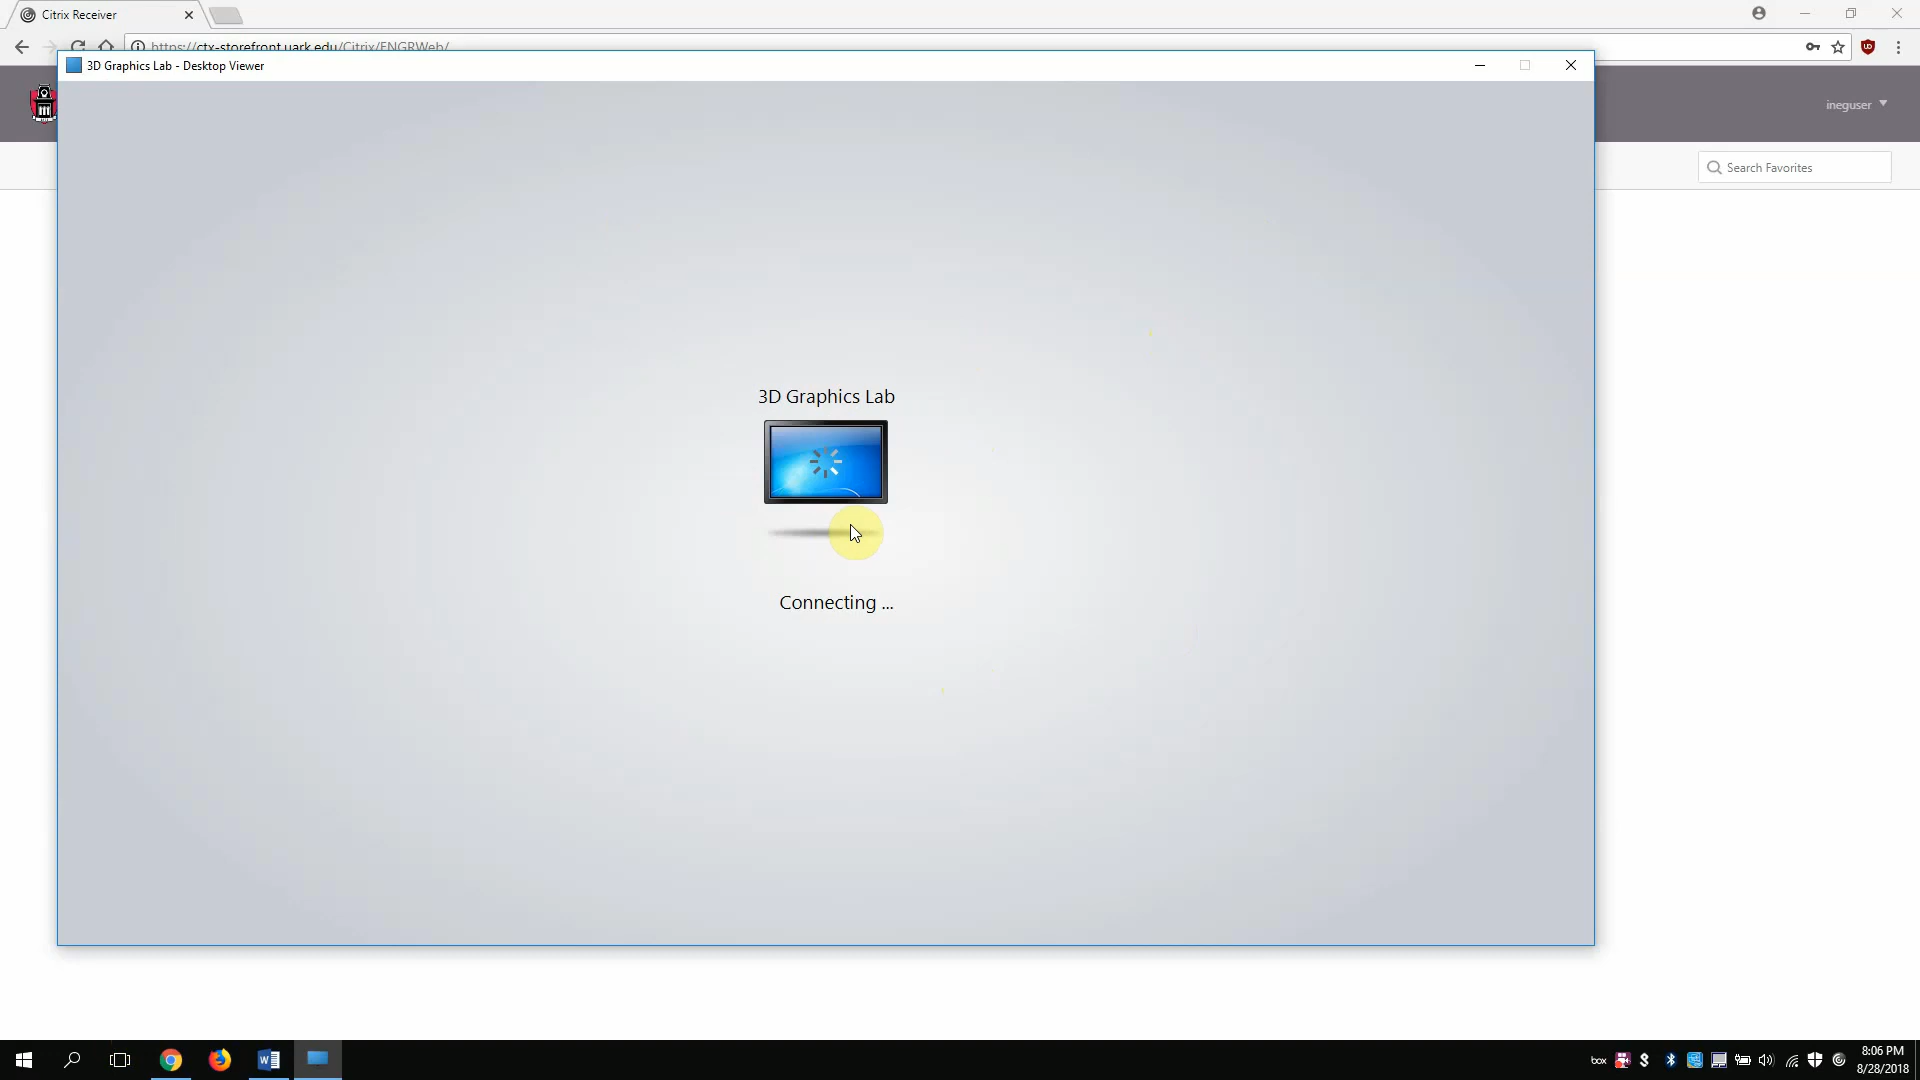 Citrix Receiver
https://ctx-storefront.uark.edu/Citrix/ENGRWeb/
3D Graphics Lab - Desktop Viewer
ineguser
Search Favorites
3D Graphics Lab
Connecting ...
box
8:06 PM
8/28/2018